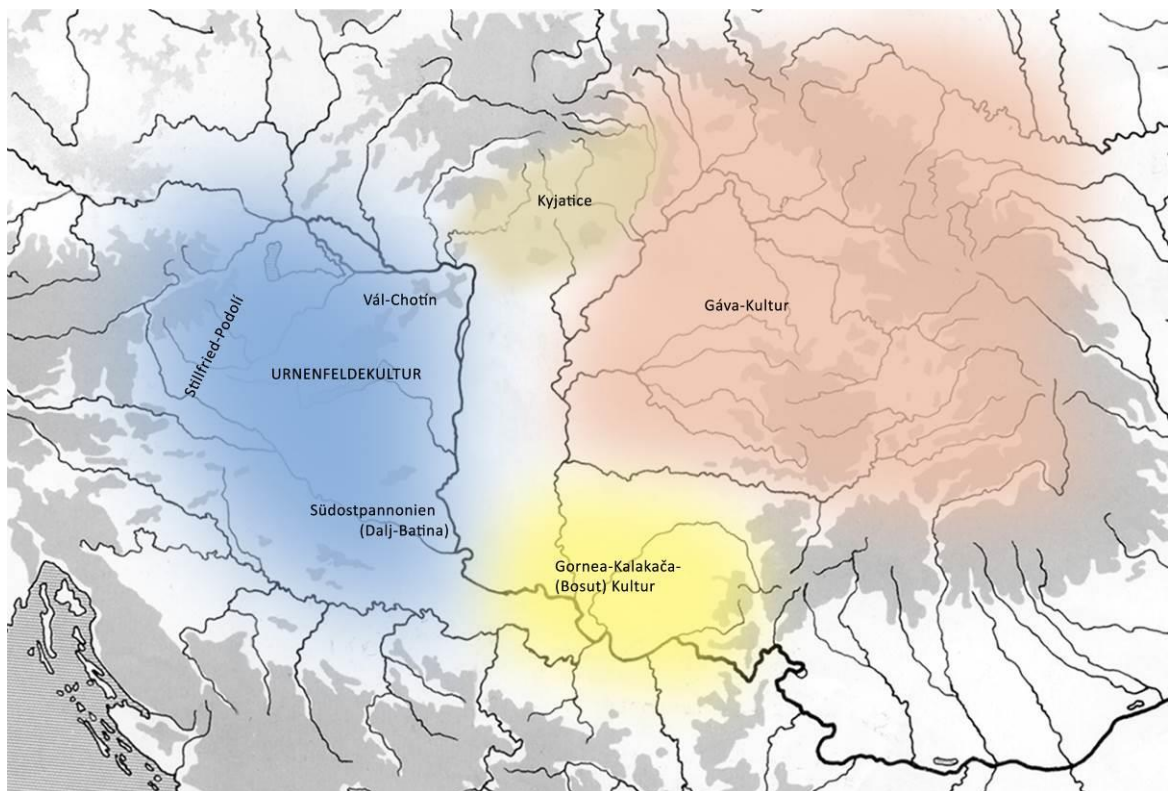 Kyjatice
Vál-Chotín
Gáva-Kultur
Stillfried-Podolí
URNENFELDEKULTUR
Südostpannonien
(Dalj-Batina)
Gornea-Kalakača-
(Bosut) Kultur